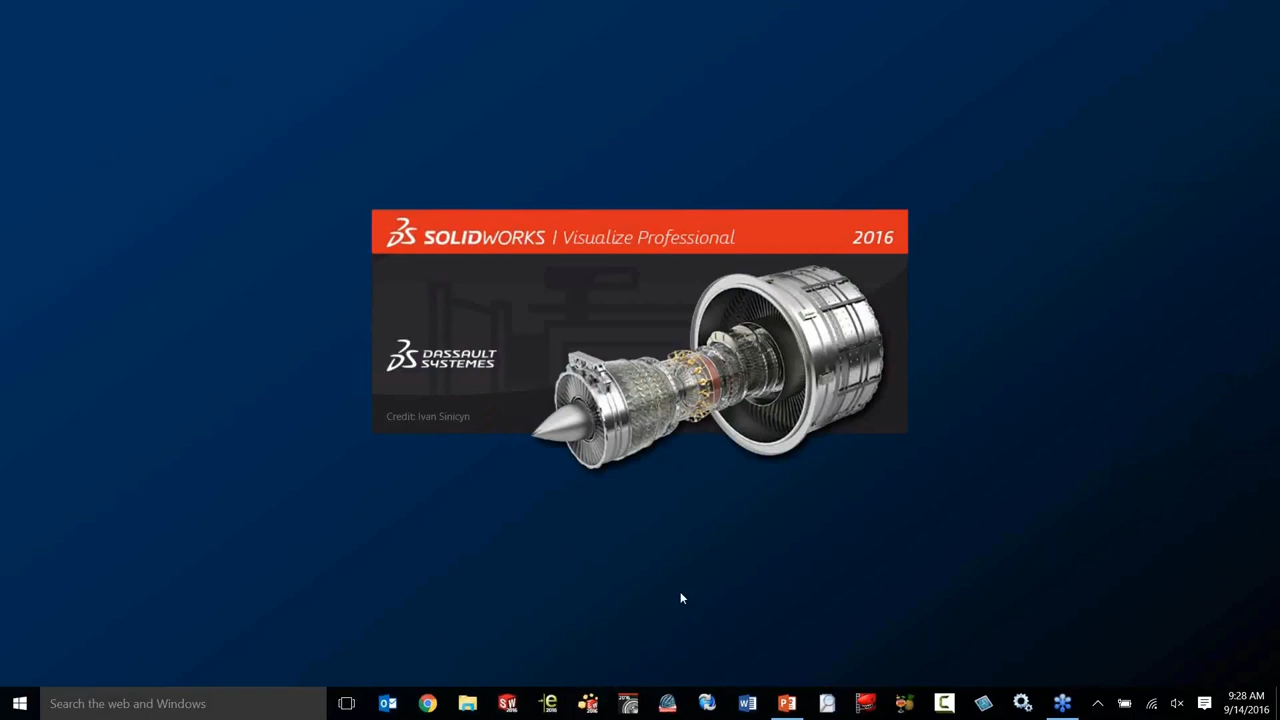 SOLIDWORKS | Visualize Professional 2016
DASSAULT
SYSTEMES
Credit: Ivan Sinicyn
Search the web and Windows
9:28 AM
9/14/2016